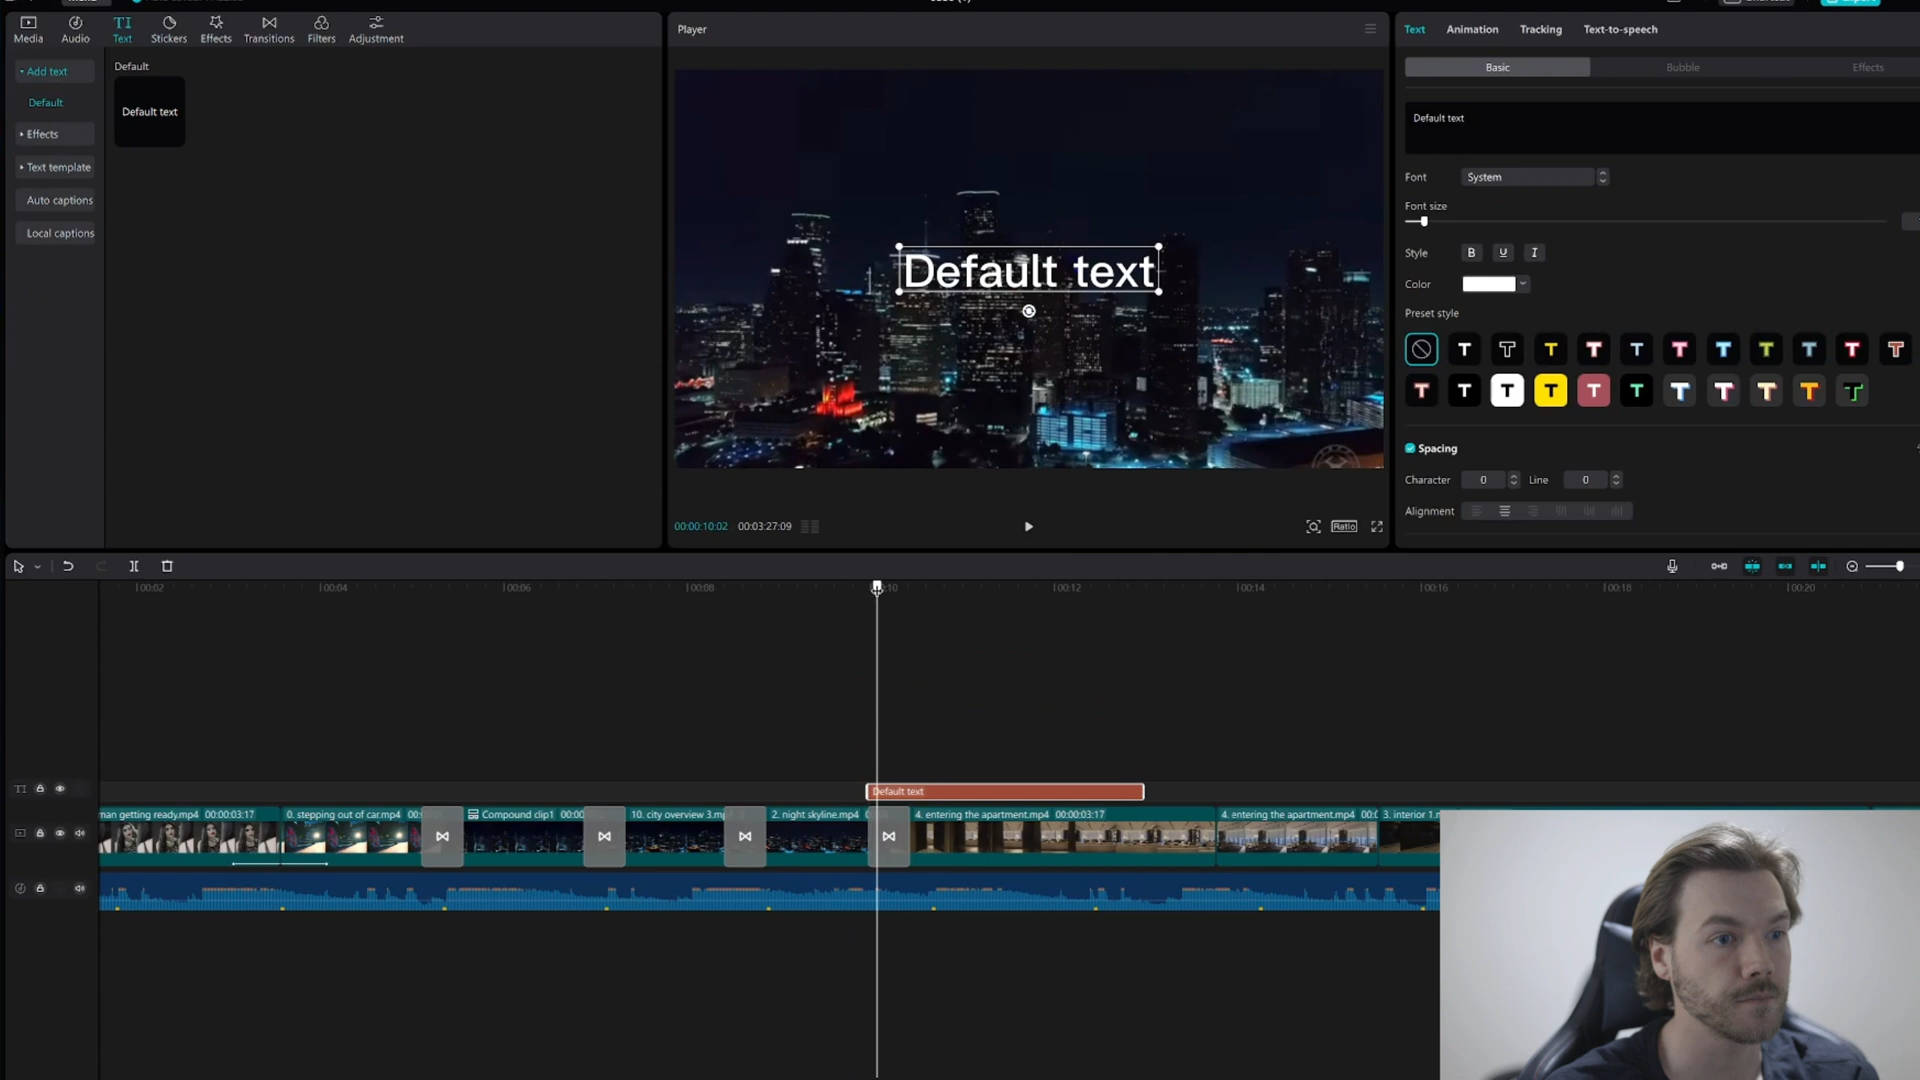 Media
Audio
TI
Text
Stickers
Effects
Transitions
Filters
Adjustment
Add text
Default
Effects
Text template
Auto captions
Local captions
Default
Default text
Player
Default text
00:00:10:02 00:03:27:09
Ratio
Text Animation Tracking Text-to-speech
Basic Bubble Effects
Default text
Font System
Font size
Style B U I
Color
Preset style
T T T T T T T T T T T
T T T T T T T T T T T
Spacing
Character 0 Line 0
Alignment
00:02 00:04 00:06 00:08 00:12 00:14 00:16 00:18 00:20
TI
Default text
man getting ready.mp4 00:00:03:17
0. stepping out of car.mp4
Compound clip1
10. city overview 3.mp
2. night skyline.mp4
4. entering the apartment.mp4 00:00:03:17
4. entering the apartment.mp4
3. interior 1.